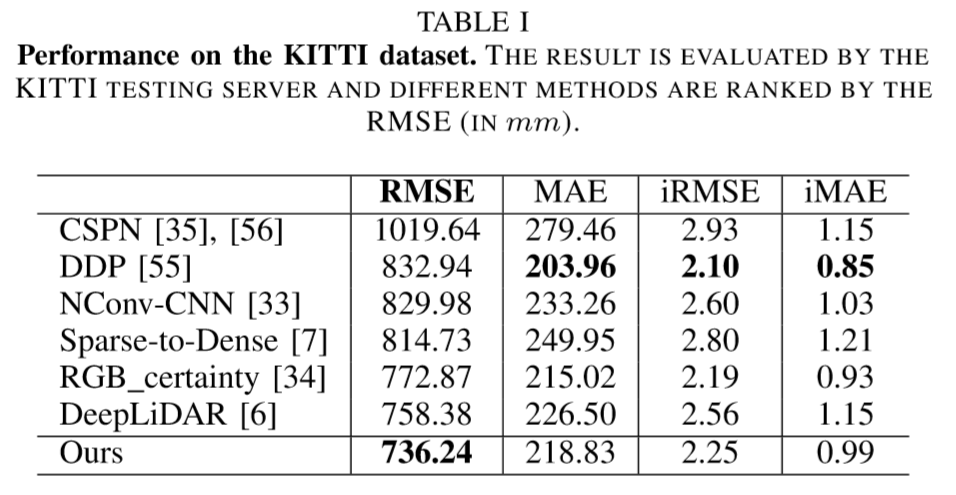 TABLE I
Performance on the KITTI dataset. THE RESULT IS EVALUATED BY THE
KITTI TESTING SERVER AND DIFFERENT METHODS ARE RANKED BY THE
RMSE (IN mm).
RMSE MAE iRMSE iMAE
CSPN [35], [56] 1019.64 279.46 2.93 1.15
DDP [55] 832.94 203.96 2.10 0.85
NConv-CNN [33] 829.98 233.26 2.60 1.03
Sparse-to-Dense [7] 814.73 249.95 2.80 1.21
RGB_certainty [34] 772.87 215.02 2.19 0.93
DeepLiDAR [6] 758.38 226.50 2.56 1.15
Ours 736.24 218.83 2.25 0.99